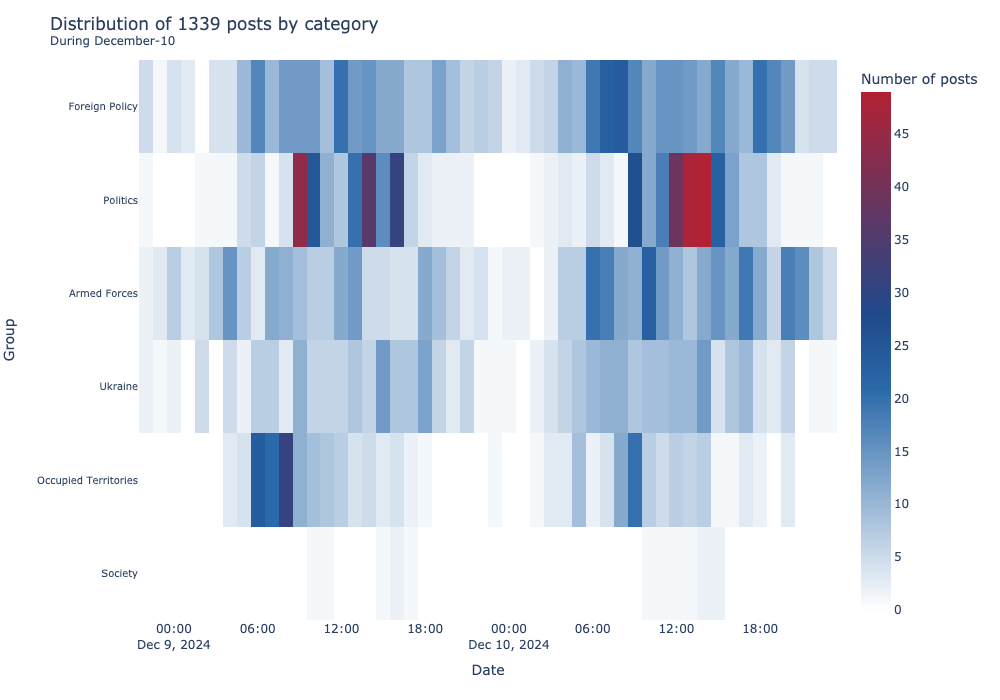 Distribution of 1339 posts by category
During December-10
Number of posts
Foreign Policy
Politics
Armed Forces
Ukraine
Occupied Territories
Society
Group
45
40
35
30
25
20
15
10
5
0
00:00 06:00 12:00 18:00 00:00 06:00 12:00 18:00
Dec 9, 2024 Dec 10, 2024
Date